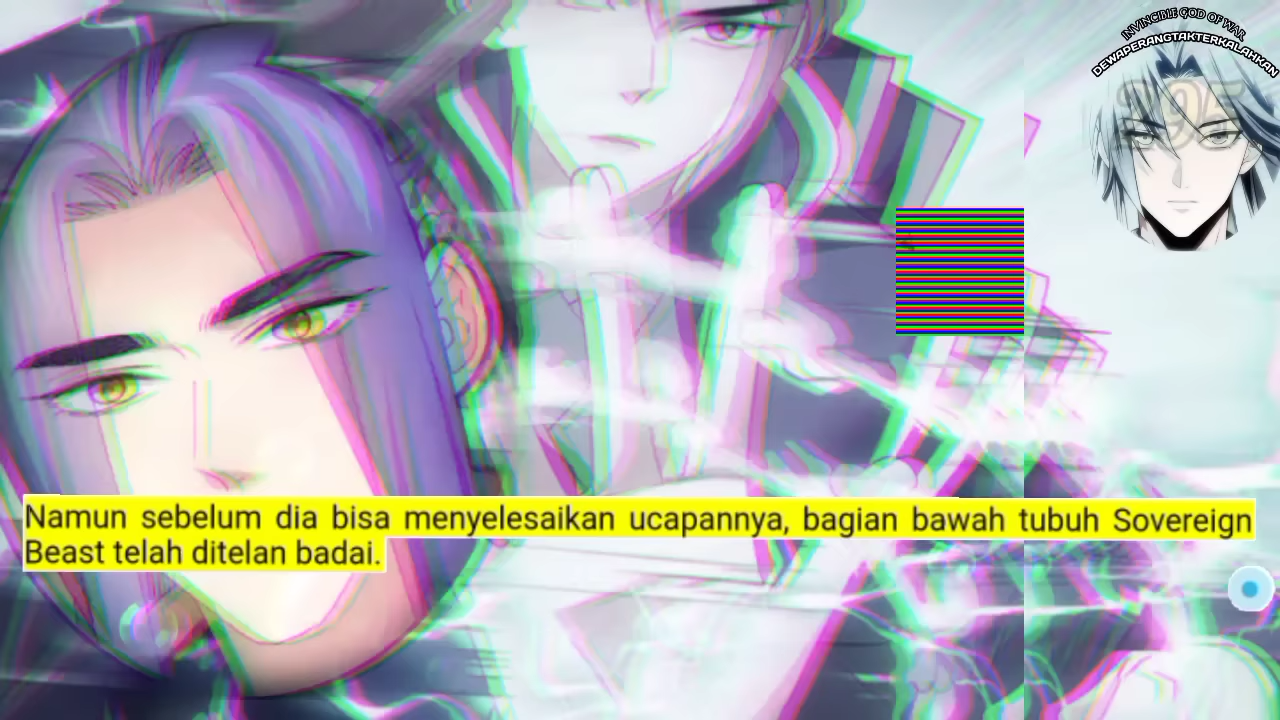 INVINCIBLE GOD OF WAR
DEWAPERANGTAKTERKALAHKAN
395
Namun sebelum dia bisa menyelesaikan ucapannya, bagian bawah tubuh Sovereign
Beast telah ditelan badai.